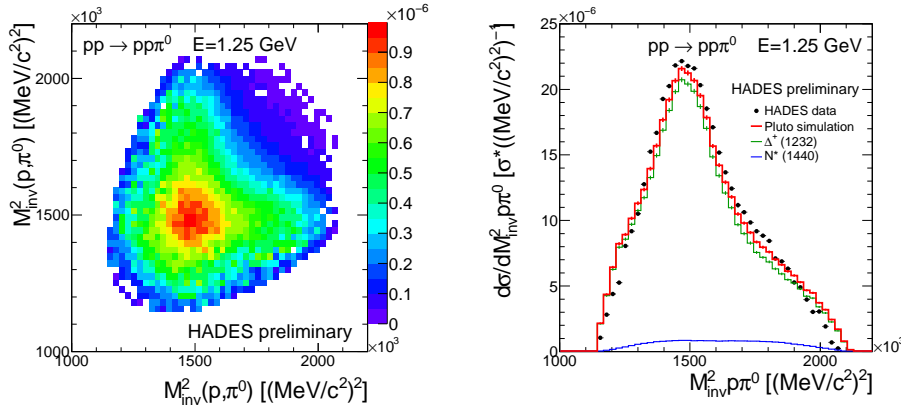 ×10³
pp → ppπ⁰ E=1.25 GeV
×10⁻⁶
M²inv(p,π⁰) [(MeV/c²)²]
2000
1500
1000
1
0.9
0.8
0.7
0.6
0.5
0.4
0.3
0.2
0.1
0
HADES preliminary
1000 1500 2000 ×10³
M²inv(p,π⁰) [(MeV/c²)²]
×10⁻⁶
pp → ppπ⁰ E=1.25 GeV
HADES preliminary
HADES data
Pluto simulation
Δ⁺ (1232)
N* (1440)
dσ/dM²inv pπ⁰ [σ*((MeV/c²)²)⁻¹]
25
20
15
10
5
0
1000 1500 2000 ×10³
M²inv pπ⁰ [(MeV/c²)²]